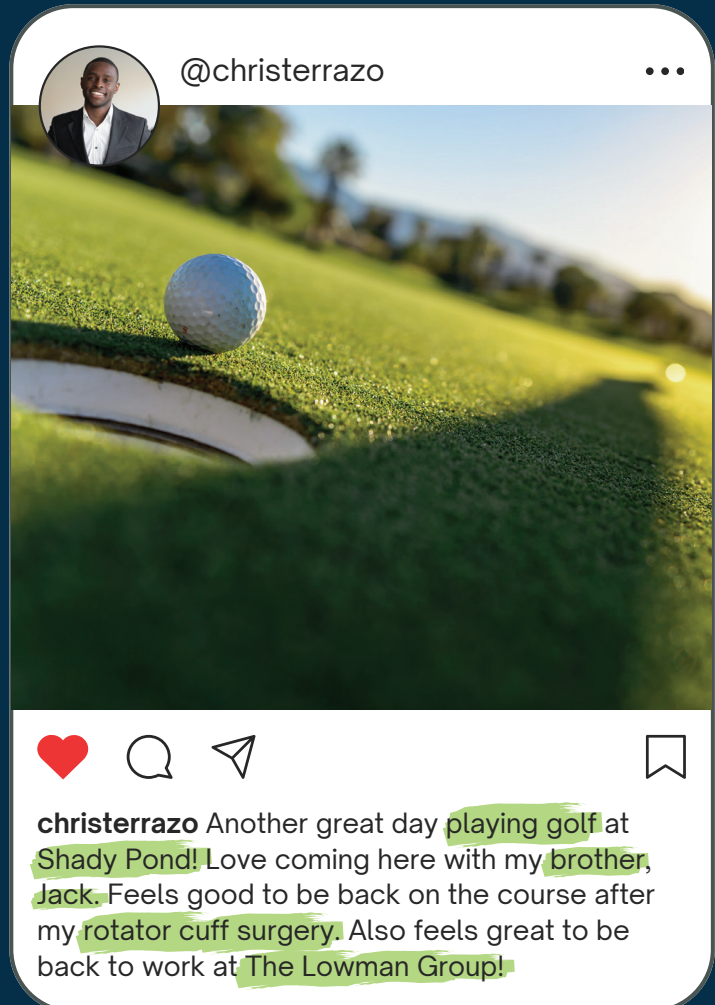 @christerrazo
christerrazo Another great day playing golf at
Shady Pond! Love coming here with my brother,
Jack. Feels good to be back on the course after
my rotator cuff surgery. Also feels great to be
back to work at The Lowman Group!